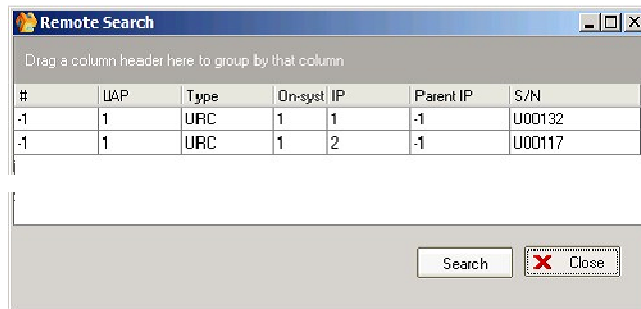 Remote Search
Drag a column header here to group by that column
# UAP Type On-syst IP Parent IP S/N
-1 1 URC 1 1 -1 U00132
-1 1 URC 1 2 -1 U00117
Search Close